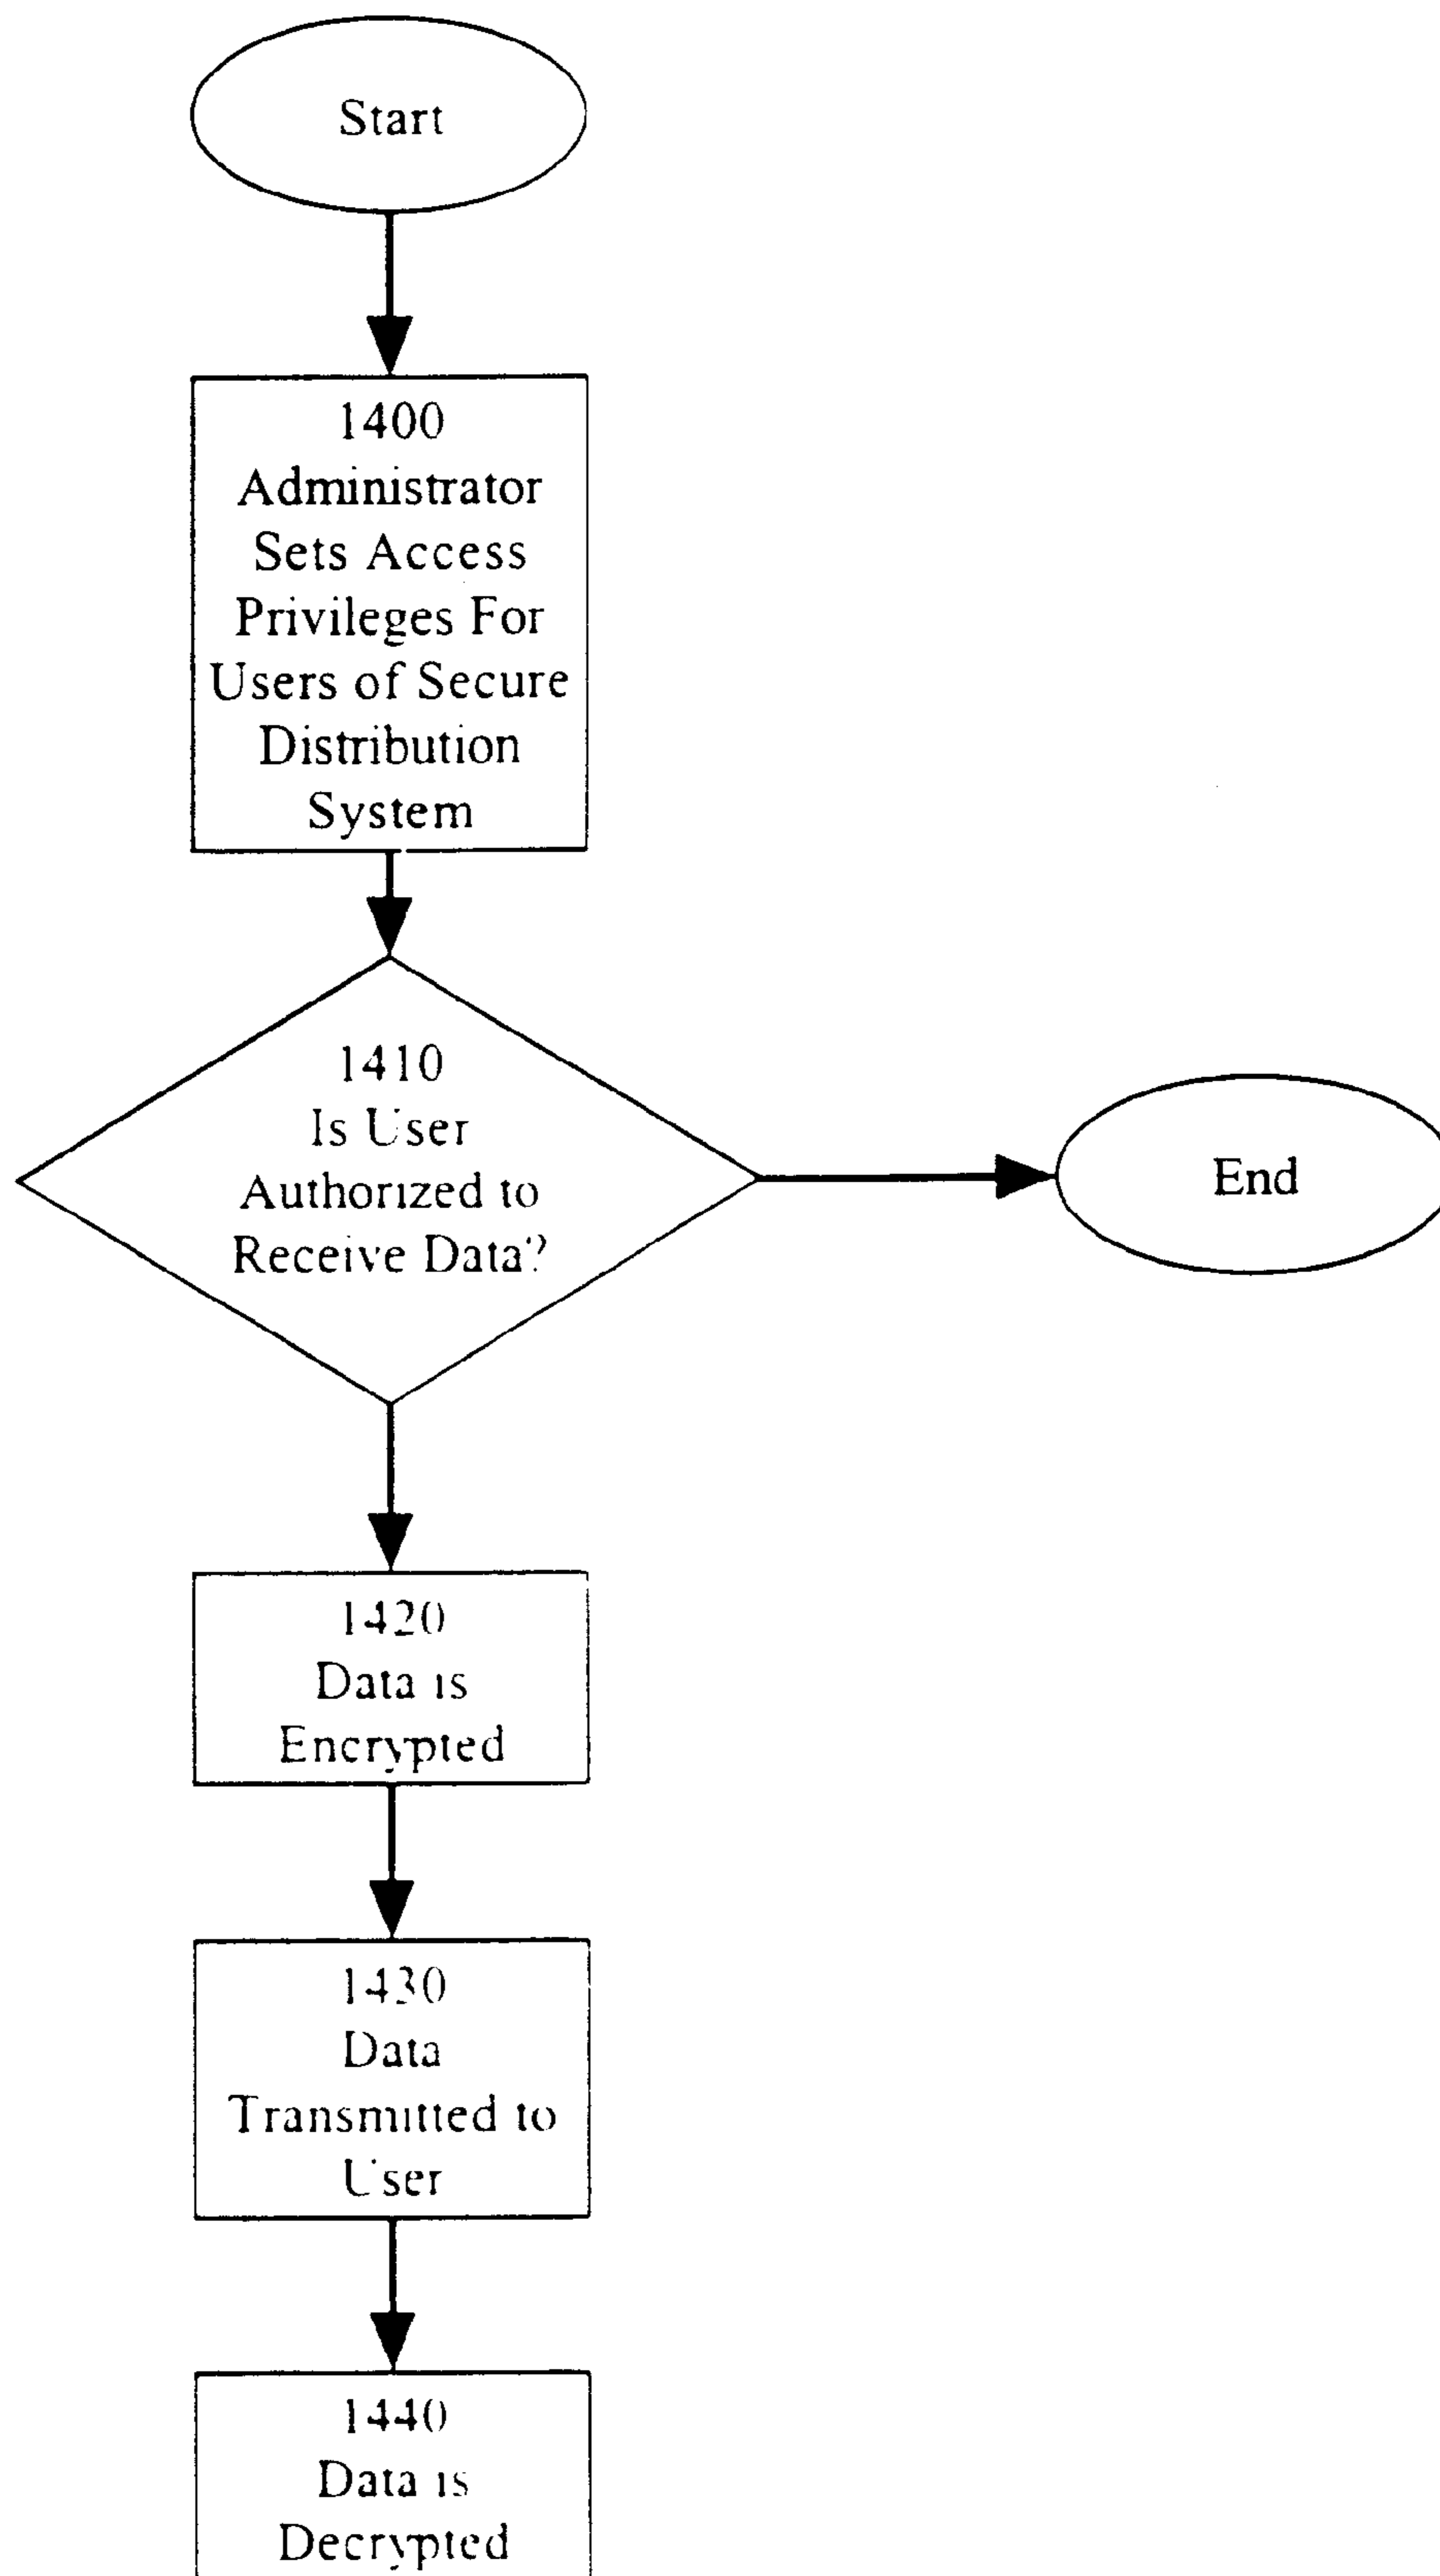 Start
1400
Administrator
Sets Access
Privileges For
Users of Secure
Distribution
System
1410
Is User
Authorized to
Receive Data?
End
1420
Data is
Encrypted
1430
Data
Transmitted to
User
1440
Data is
Decrypted